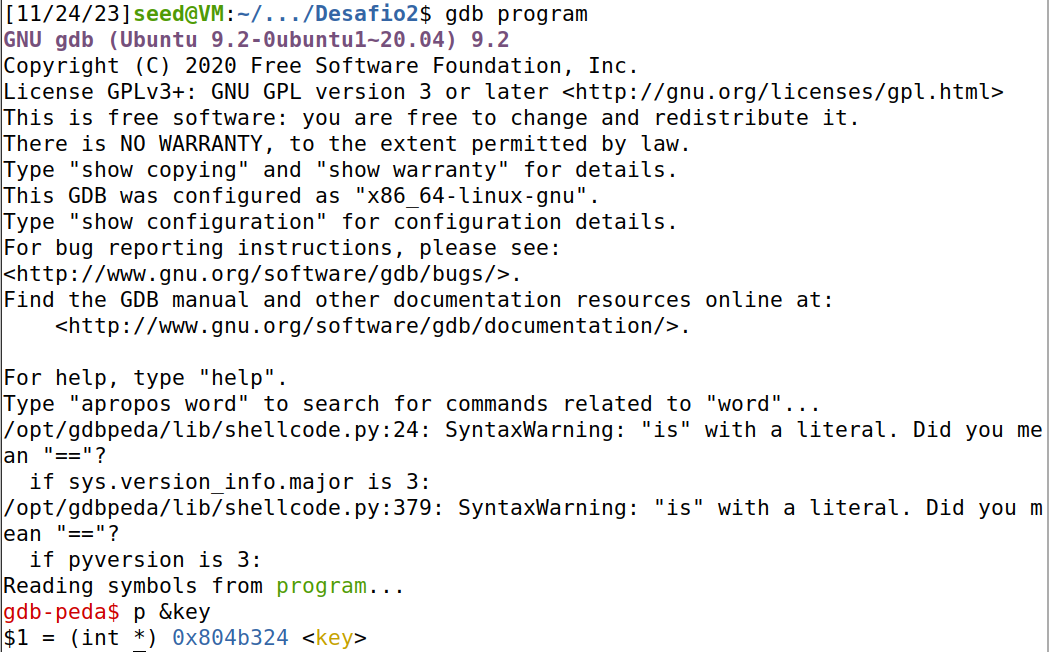 [11/24/23]seed@VM:~/.../Desafio2$ gdb program
GNU gdb (Ubuntu 9.2-0ubuntu1~20.04) 9.2
Copyright (C) 2020 Free Software Foundation, Inc.
License GPLv3+: GNU GPL version 3 or later <http://gnu.org/licenses/gpl.html>
This is free software: you are free to change and redistribute it.
There is NO WARRANTY, to the extent permitted by law.
Type "show copying" and "show warranty" for details.
This GDB was configured as "x86_64-linux-gnu".
Type "show configuration" for configuration details.
For bug reporting instructions, please see:
<http://www.gnu.org/software/gdb/bugs/>.
Find the GDB manual and other documentation resources online at:
    <http://www.gnu.org/software/gdb/documentation/>.

For help, type "help".
Type "apropos word" to search for commands related to "word"...
/opt/gdbpeda/lib/shellcode.py:24: SyntaxWarning: "is" with a literal. Did you me
an "=="?
  if sys.version_info.major is 3:
/opt/gdbpeda/lib/shellcode.py:379: SyntaxWarning: "is" with a literal. Did you m
ean "=="?
  if pyversion is 3:
Reading symbols from program...
gdb-peda$ p &key
$1 = (int *) 0x804b324 <key>